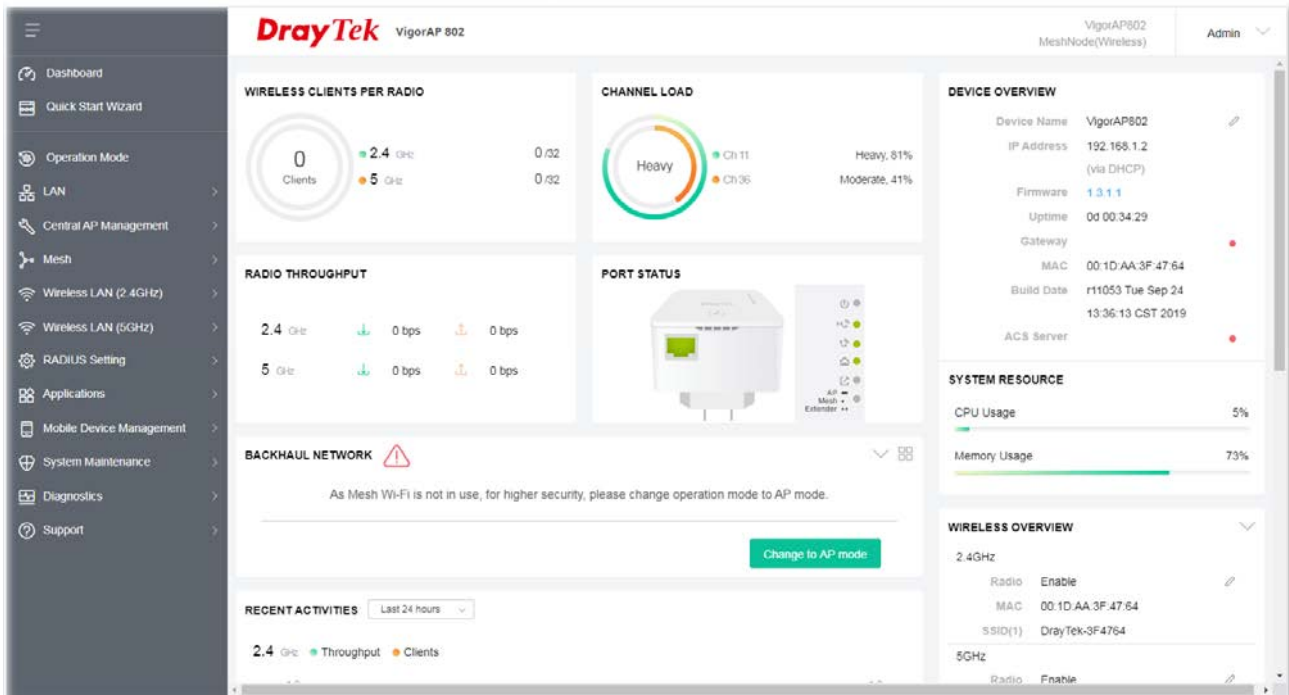 DrayTek VigorAP 802
VigorAP802
MeshNode(Wireless)
Admin
Dashboard
Quick Start Wizard
Operation Mode
LAN
Central AP Management
Mesh
Wireless LAN (2.4GHz)
Wireless LAN (5GHz)
RADIUS Setting
Applications
Mobile Device Management
System Maintenance
Diagnostics
Support
WIRELESS CLIENTS PER RADIO
0
Clients
2.4 GHz 0 /32
5 GHz 0 /32
CHANNEL LOAD
Heavy
Ch 11 Heavy, 81%
Ch 36 Moderate, 41%
RADIO THROUGHPUT
2.4 GHz 0 bps 0 bps
5 GHz 0 bps 0 bps
PORT STATUS
AP
Mesh
Extender
BACKHAUL NETWORK
As Mesh Wi-Fi is not in use, for higher security, please change operation mode to AP mode.
Change to AP mode
RECENT ACTIVITIES Last 24 hours
2.4 GHz Throughput Clients
DEVICE OVERVIEW
Device Name VigorAP802
IP Address 192.168.1.2
(via DHCP)
Firmware 1.3.1.1
Uptime 0d 00:34:29
Gateway
MAC 00:1D:AA:3F:47:64
Build Date r11053 Tue Sep 24
13:36:13 CST 2019
ACS Server
SYSTEM RESOURCE
CPU Usage 5%
Memory Usage 73%
WIRELESS OVERVIEW
2.4GHz
Radio Enable
MAC 00:1D:AA:3F:47:64
SSID(1) DrayTek-3F4764
5GHz
Radio Enable